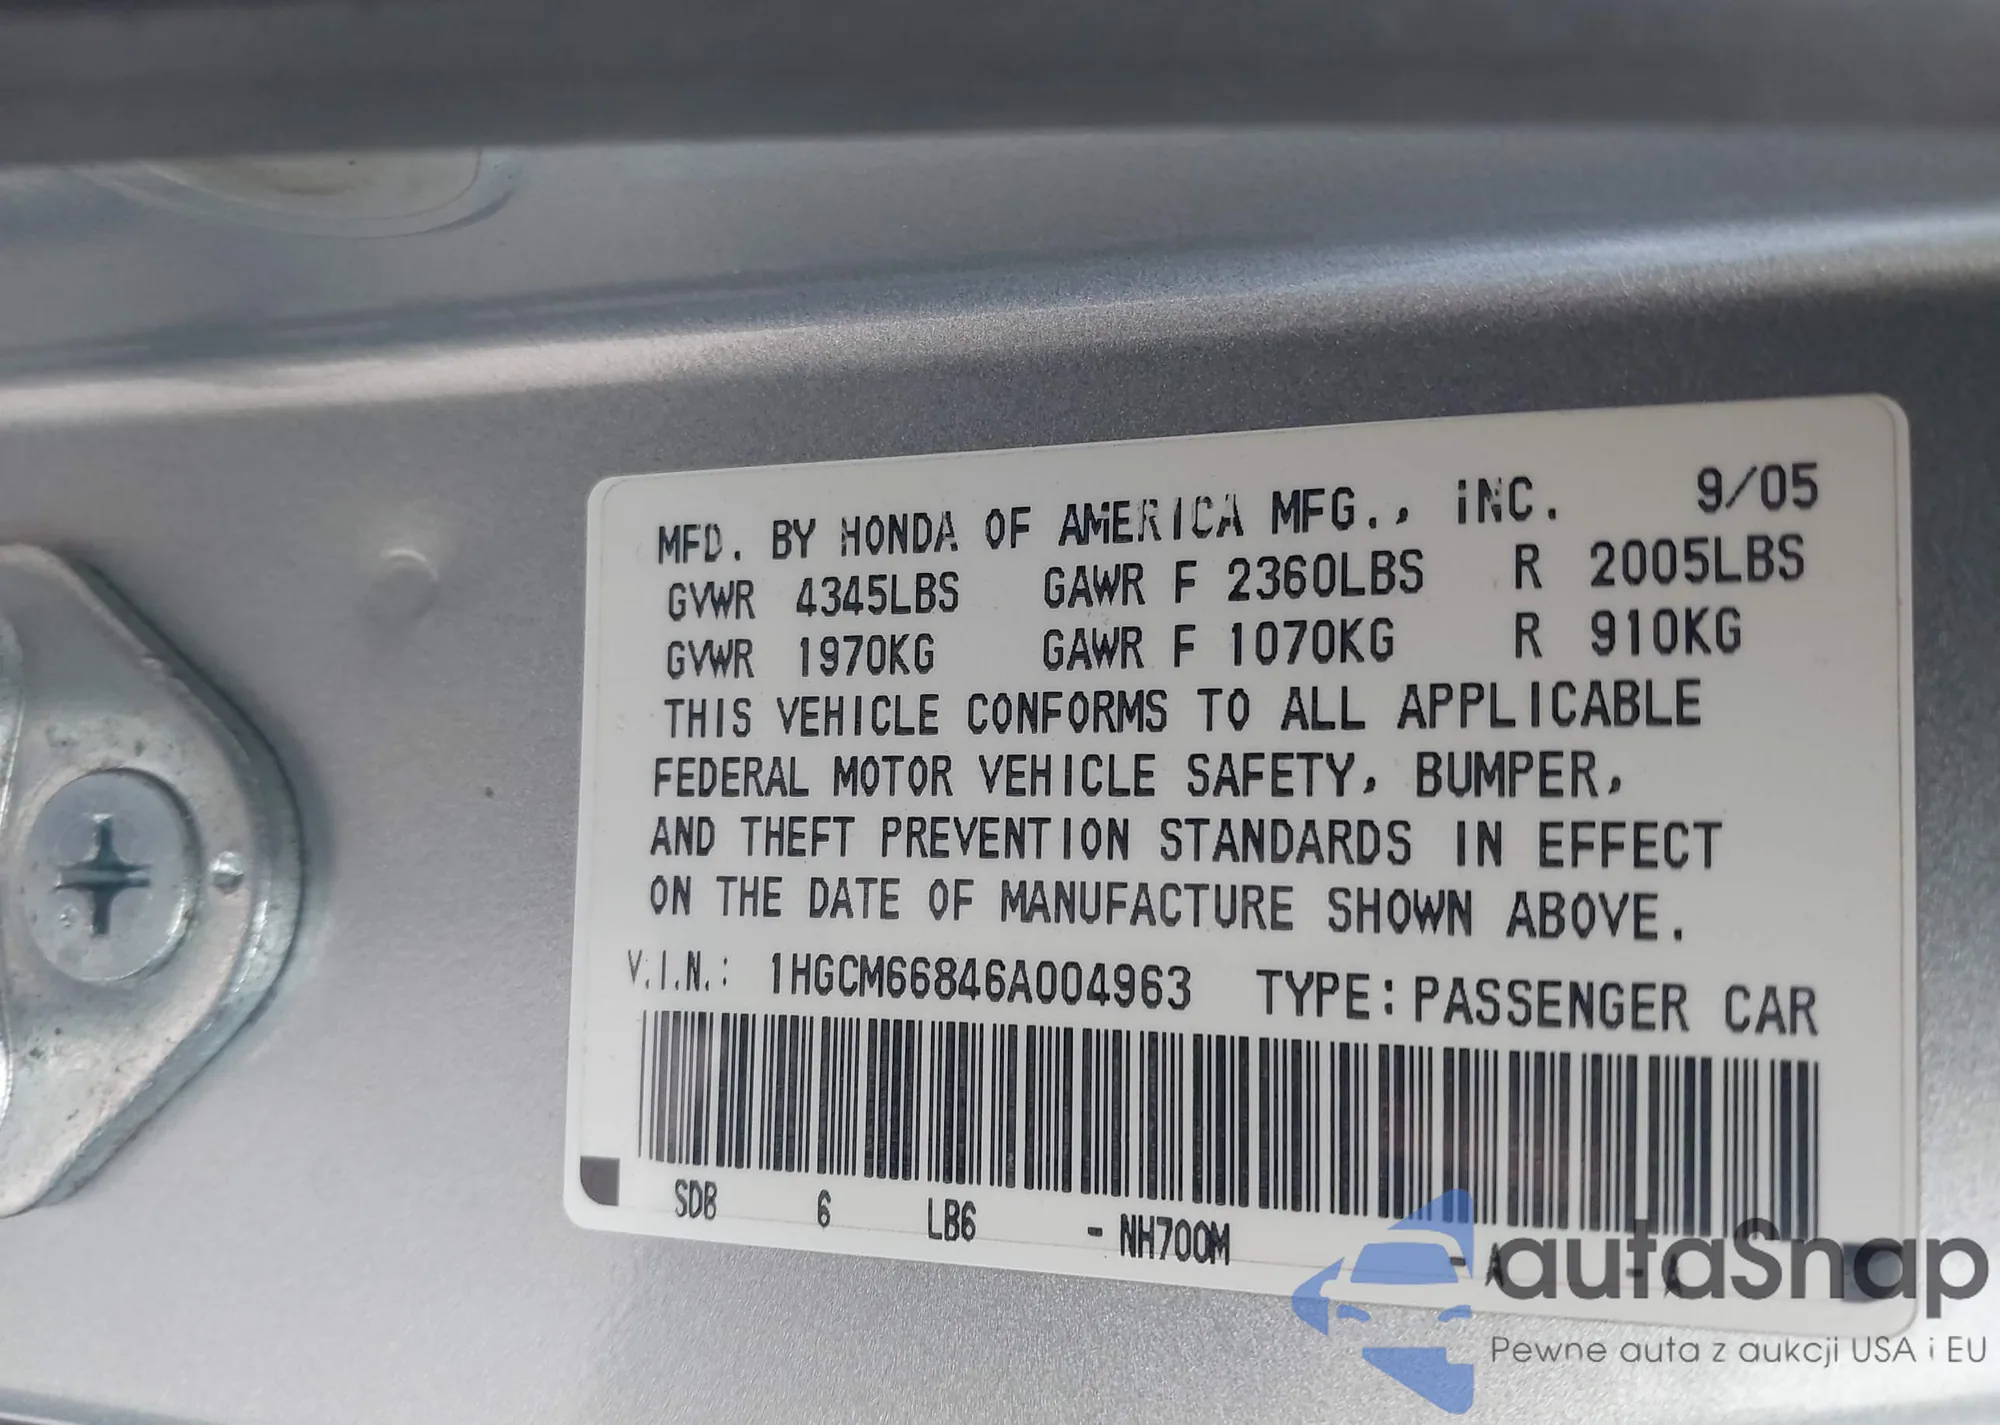 MFD. BY HONDA OF AMERICA MFG., iNC. 9/05
GVWR 4345LBS GAWR F 2360LBS R 2005LBS
GVWR 1970KG GAWR F 1070KG R 910KG
THIS VEHICLE CONFORMS TO ALL APPLICABLE
FEDERAL MOTOR VEHICLE SAFETY, BUMPER,
AND THEFT PREVENTION STANDARDS IN EFFECT
ON THE DATE OF MANUFACTURE SHOWN ABOVE.
V.I.N.: 1HGCM66846A004963 TYPE: PASSENGER CAR
SDB 6 LB6 - NH700M - A - A
autaSnap
Pewne auta z aukcji USA i EU